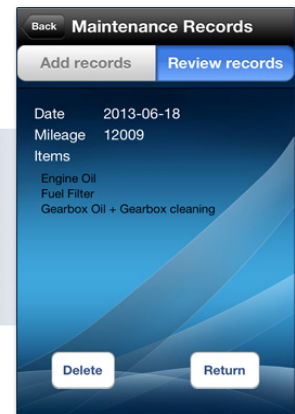 Back Maintenance Records
Add records Review records
Date 2013-06-18
Mileage 12009
Items
Engine Oil
Fuel Filter
Gearbox Oil + Gearbox cleaning
Delete Return